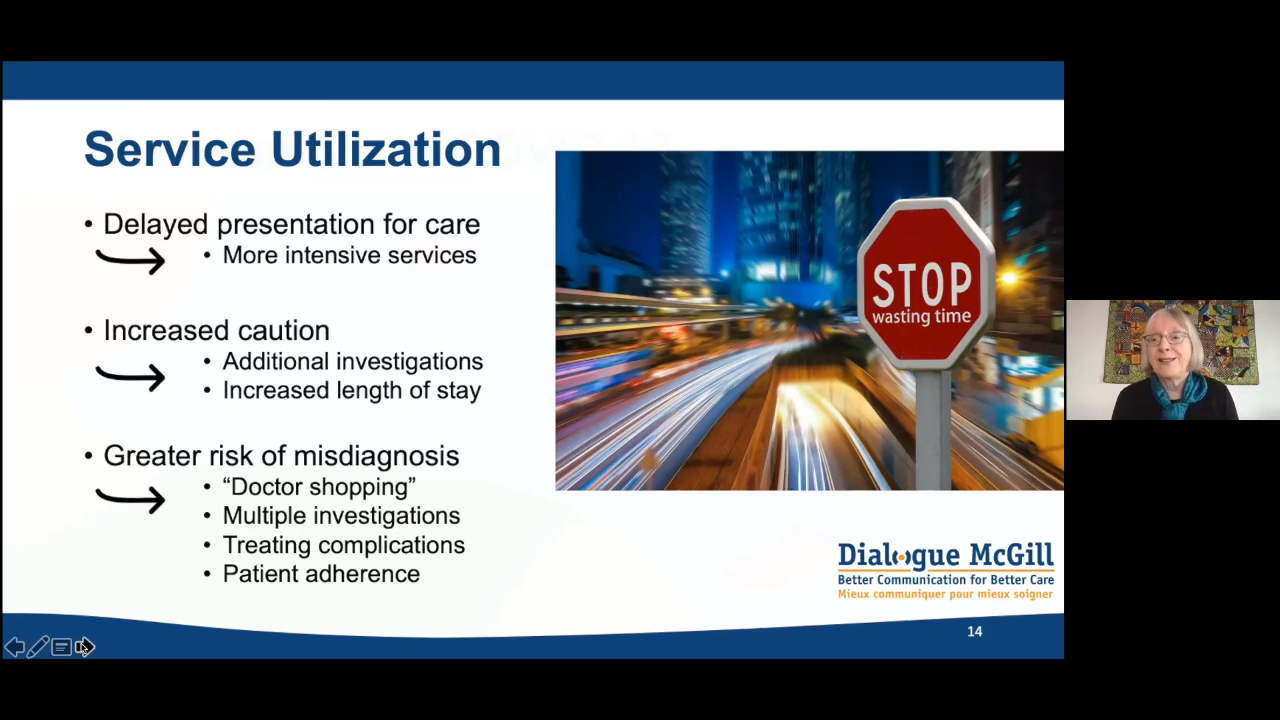 Service Utilization
• Delayed presentation for care
• More intensive services
• Increased caution
• Additional investigations
• Increased length of stay
• Greater risk of misdiagnosis
• “Doctor shopping”
• Multiple investigations
• Treating complications
• Patient adherence
STOP
wasting time
Dialogue McGill
Better Communication for Better Care
Mieux communiquer pour mieux soigner
14